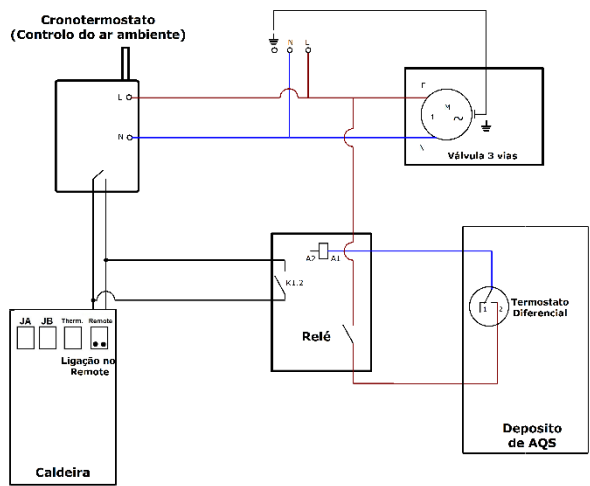 Cronotermostato
(Controlo do ar ambiente)
N L
L
N
M
1
Válvula 3 vias
A2 A1
K1.2
Relé
1 2
Termostato
Diferencial
Deposito
de AQS
JA JB Therm. Remote
Ligação no
Remote
Caldeira